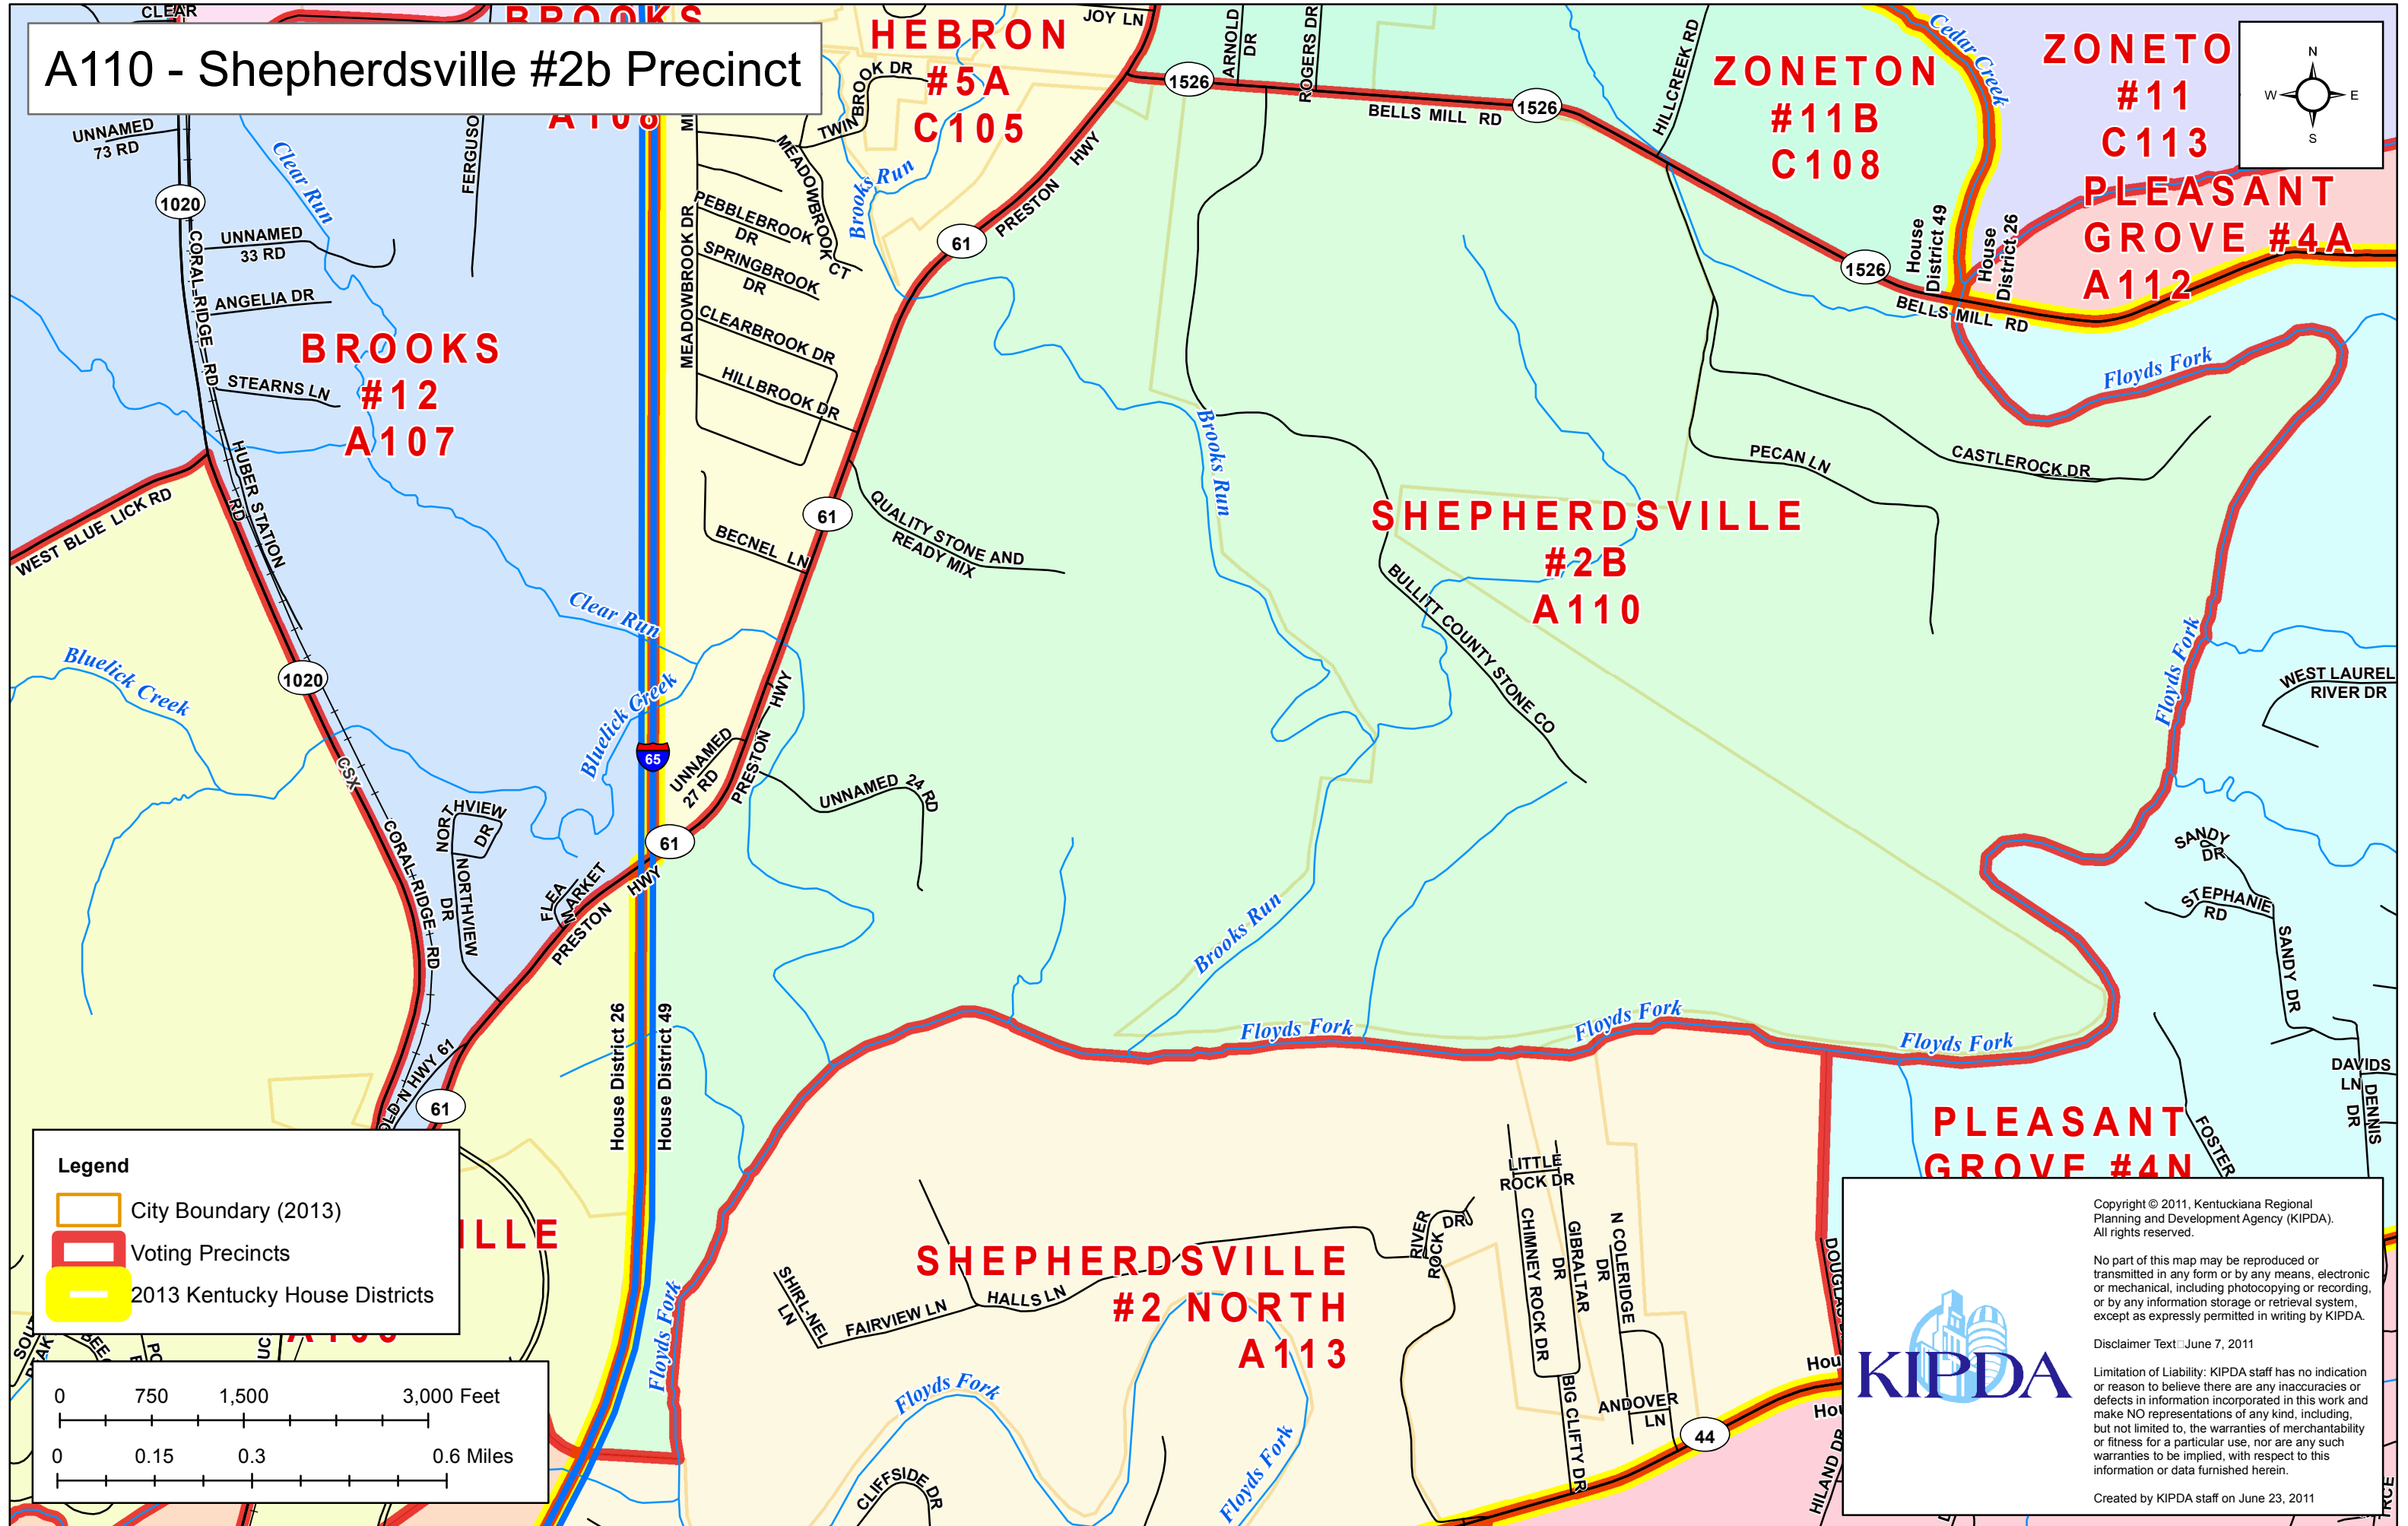 A110 - Shepherdsville #2b Precinct
CLEAR
BROOKS
A108
HEBRON
#5A
C105
JOY LN
ARNOLD
DR
ROGERS DR
HILLCREEK RD
ZONETON
#11B
C108
Cedar Creek
ZONETO
#11
C113
PLEASANT
GROVE #4A
A112
N
W
E
S
1526
BELLS MILL RD
1526
1526
BELLS MILL RD
House
District 49
House
District 26
UNNAMED
73 RD
Clear Run
FERGUSO
1020
UNNAMED
33 RD
CORAL RIDGE RD
ANGELIA DR
STEARNS LN
BROOKS
#12
A107
HUBER STATION
RD
WEST BLUE LICK RD
TWINBROOK DR
MEADOWBROOK CT
Brooks Run
PEBBLEBROOK
DR
SPRINGBROOK
DR
MEADOWBROOK DR
CLEARBROOK DR
HILLBROOK DR
61
PRESTON HWY
BECNEL LN
61
QUALITY STONE AND
READY MIX
Brooks Run
SHEPHERDSVILLE
#2B
A110
PECAN LN
CASTLEROCK DR
Floyds Fork
BULLITT COUNTY STONE CO
Floyds Fork
WEST LAUREL
RIVER DR
Clear Run
Bluelick Creek
Bluelick Creek
1020
CSX
65
UNNAMED
27 RD
PRESTON HWY
UNNAMED 24 RD
61
NORTHVIEW
DR
NORTHVIEW
DR
FLEA
MARKET
PRESTON HWY
CORAL RIDGE RD
OLD N HWY 61
61
House District 26
House District 49
Brooks Run
Floyds Fork
Floyds Fork
Floyds Fork
SANDY
DR
STEPHANIE
RD
SANDY DR
DAVIDS
LN
DENNIS
DR
FOSTER
PLEASANT
GROVE #4N
LITTLE
ROCK DR
CHIMNEY ROCK DR
GIBRALTAR
DR
N COLERIDGE
DR
RIVER
ROCK DR
SHEPHERDSVILLE
#2 NORTH
A113
SHIRL-NEL
LN
FAIRVIEW LN
HALLS LN
Floyds Fork
Floyds Fork
Floyds Fork
CLIFFSIDE DR
BIG CLIFTY DR
ANDOVER
LN
44
DOUGLAS
Hou
Hou
HILAND DR
ILLE
Legend
City Boundary (2013)
Voting Precincts
2013 Kentucky House Districts
0 750 1,500 3,000 Feet
0 0.15 0.3 0.6 Miles
KIPDA
Copyright © 2011, Kentuckiana Regional
Planning and Development Agency (KIPDA).
All rights reserved.
No part of this map may be reproduced or
transmitted in any form or by any means, electronic
or mechanical, including photocopying or recording,
or by any information storage or retrieval system,
except as expressly permitted in writing by KIPDA.
Disclaimer Text□June 7, 2011
Limitation of Liability: KIPDA staff has no indication
or reason to believe there are any inaccuracies or
defects in information incorporated in this work and
make NO representations of any kind, including,
but not limited to, the warranties of merchantability
or fitness for a particular use, nor are any such
warranties to be implied, with respect to this
information or data furnished herein.
Created by KIPDA staff on June 23, 2011